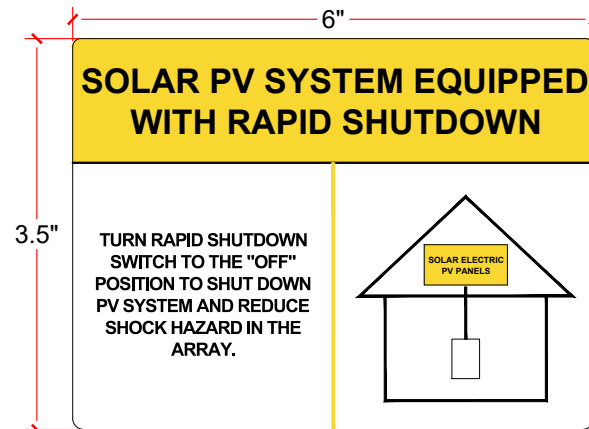 6"
SOLAR PV SYSTEM EQUIPPED
WITH RAPID SHUTDOWN
3.5"
TURN RAPID SHUTDOWN
SWITCH TO THE "OFF"
POSITION TO SHUT DOWN
PV SYSTEM AND REDUCE
SHOCK HAZARD IN THE
ARRAY.
SOLAR ELECTRIC
PV PANELS